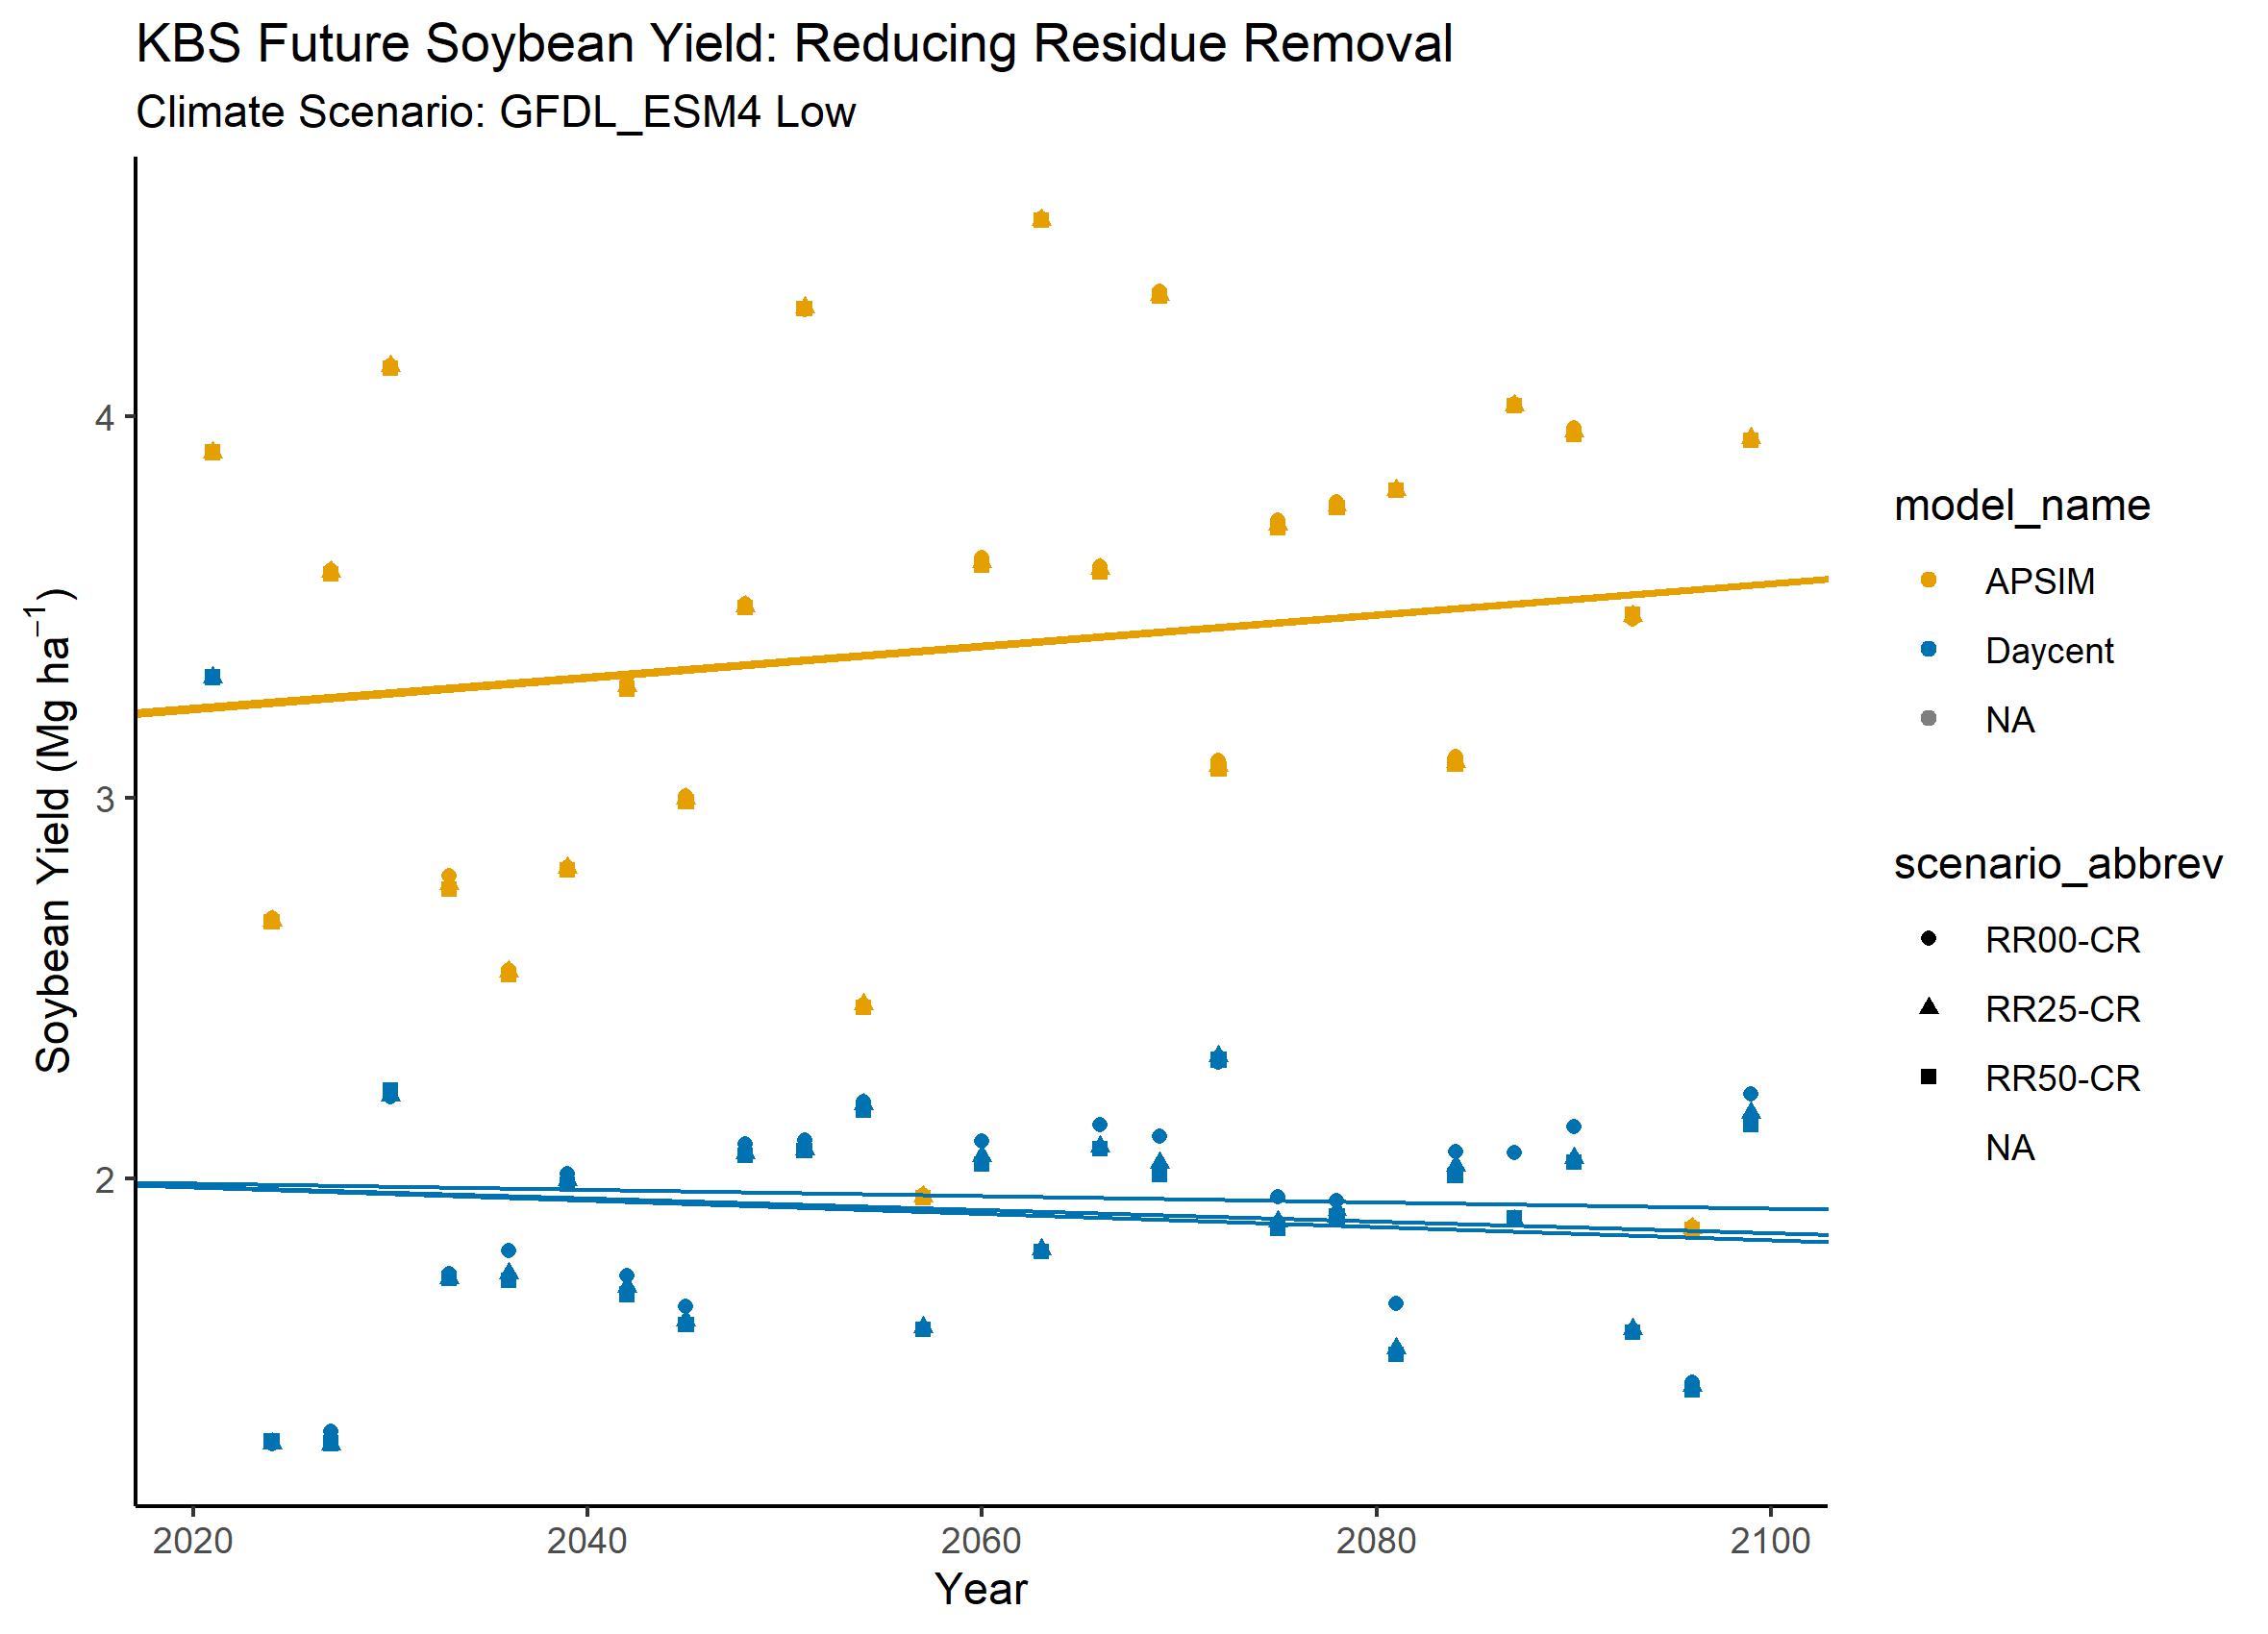 KBS Future Soybean Yield: Reducing Residue Removal
Climate Scenario: GFDL_ESM4 Low
Soybean Yield (Mg ha⁻¹)
4
3
2
2020 2040 2060 2080 2100
Year
model_name
APSIM
Daycent
NA
scenario_abbrev
RR00-CR
RR25-CR
RR50-CR
NA